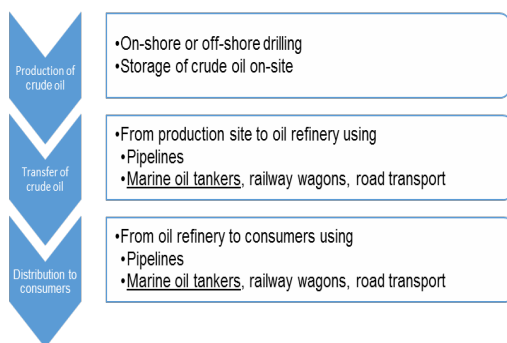 Production of
crude oil
•On-shore or off-shore drilling
•Storage of crude oil on-site
Transfer of
crude oil
•From production site to oil refinery using
•Pipelines
•Marine oil tankers, railway wagons, road transport
Distribution to
consumers
•From oil refinery to consumers using
•Pipelines
•Marine oil tankers, railway wagons, road transport